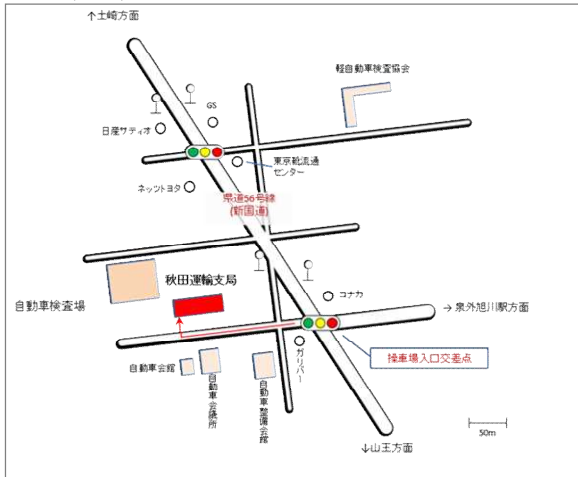 ↑土崎方面
軽自動車検査協会
GS
日産サティオ
東京靴流通
センター
ネッツトヨタ
県道56号線
(新国道)
秋田運輸支局
自動車検査場
コナカ
→ 泉外旭川駅方面
操車場入口交差点
ガリバー
自動車会館
自動車会議所
自動車整備会館
↓山王方面
50m